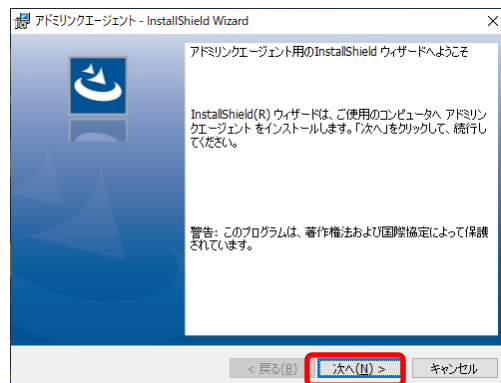 アドミリンクエージェント - InstallShield Wizard
アドミリンクエージェント用のInstallShield ウィザードへようこそ
InstallShield(R) ウィザードは、ご使用のコンピュータへ アドミリン
クエージェント をインストールします。「次へ」をクリックして、続行し
てください。
警告: このプログラムは、著作権法および国際協定によって保護
されています。
< 戻る(B)
次へ(N) >
キャンセル